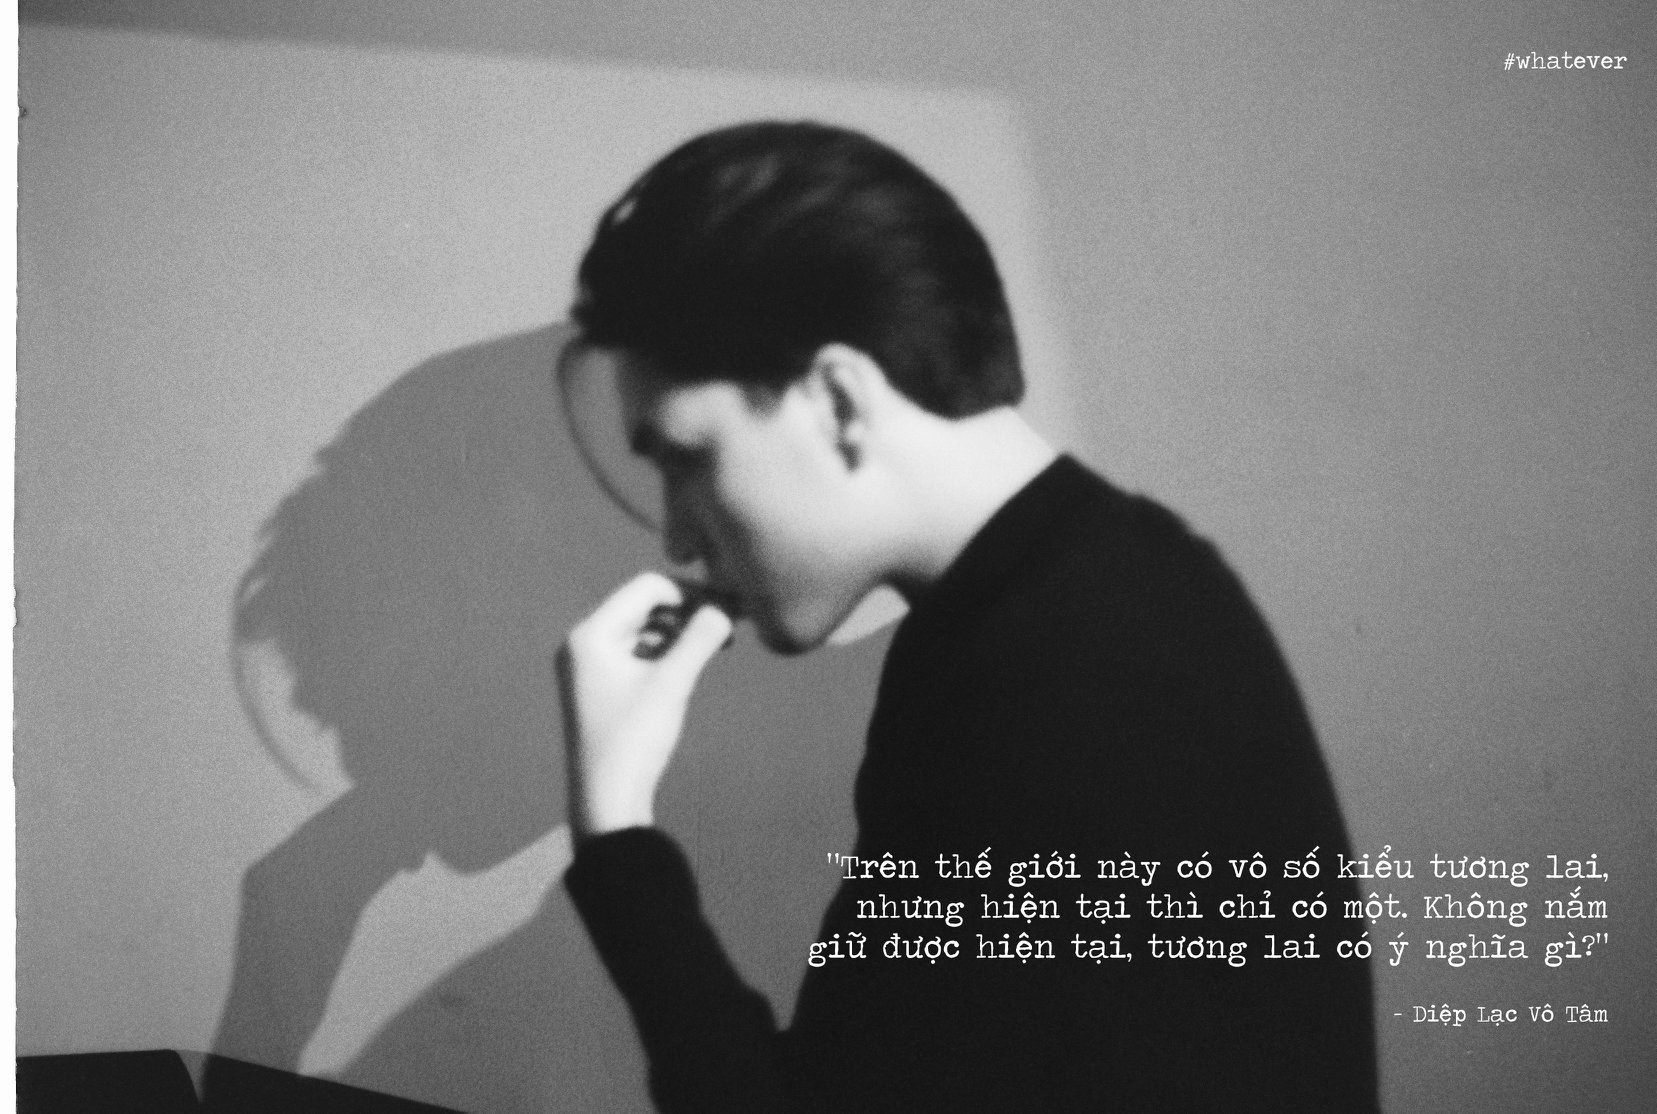 #whatever
"Trên thế giới này có vô số kiểu tương lai,
nhưng hiện tại thì chỉ có một. Không nắm
giữ được hiện tại, tương lai có ý nghĩa gì?"
- Diệp Lạc Vô Tâm